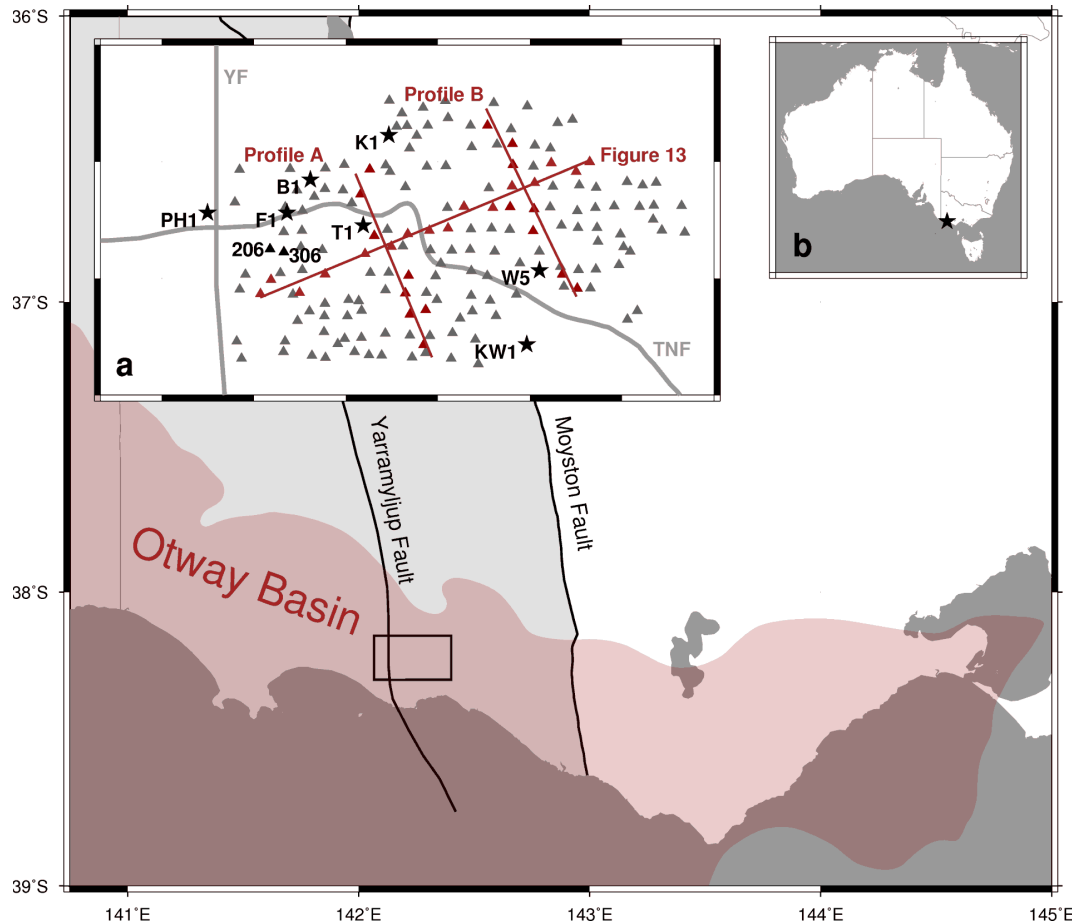 36°S
37°S
38°S
39°S
141°E
142°E
143°E
144°E
145°E
YF
Profile B
K1
Profile A
Figure 13
B1
PH1
F1
T1
206
306
W5
KW1
TNF
a
b
Yarramyljup Fault
Moyston Fault
Otway Basin